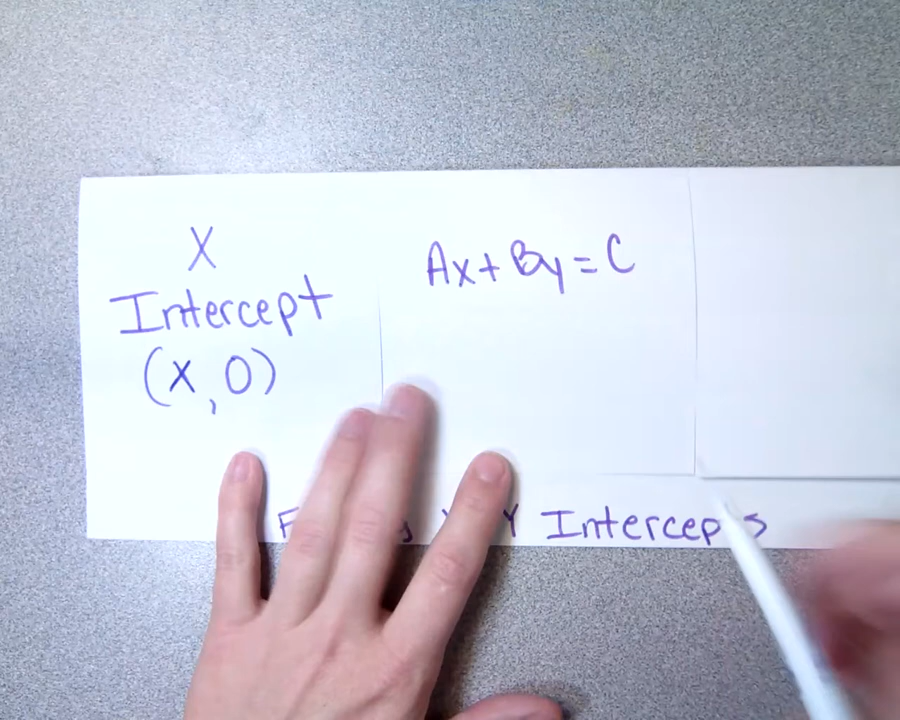 X
Intercept
(X, 0)
Ax + By = C
Y Intercep s